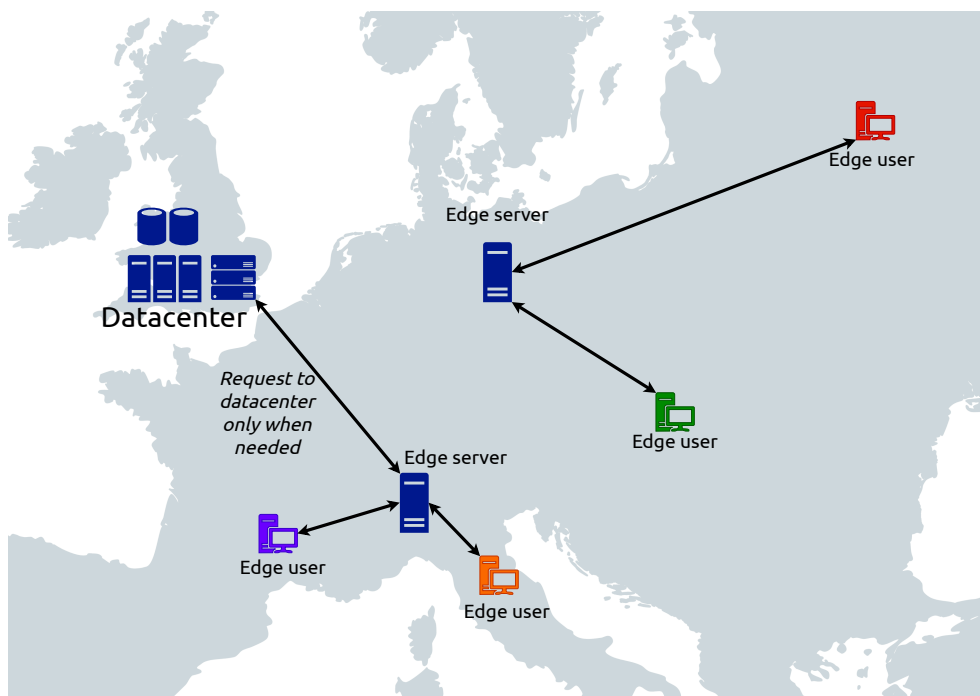 Edge user
Edge server
Datacenter
Request to
datacenter
only when
needed
Edge user
Edge server
Edge user
Edge user